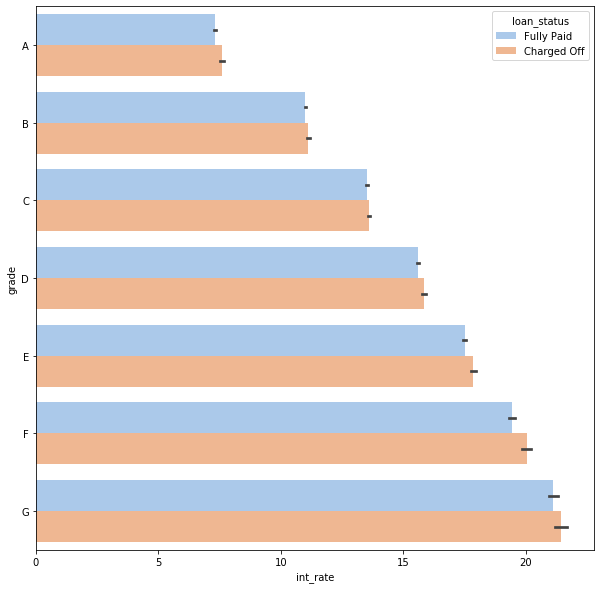 loan_status
Fully Paid
Charged Off
grade
A
B
C
D
E
F
G
0 5 10 15 20
int_rate